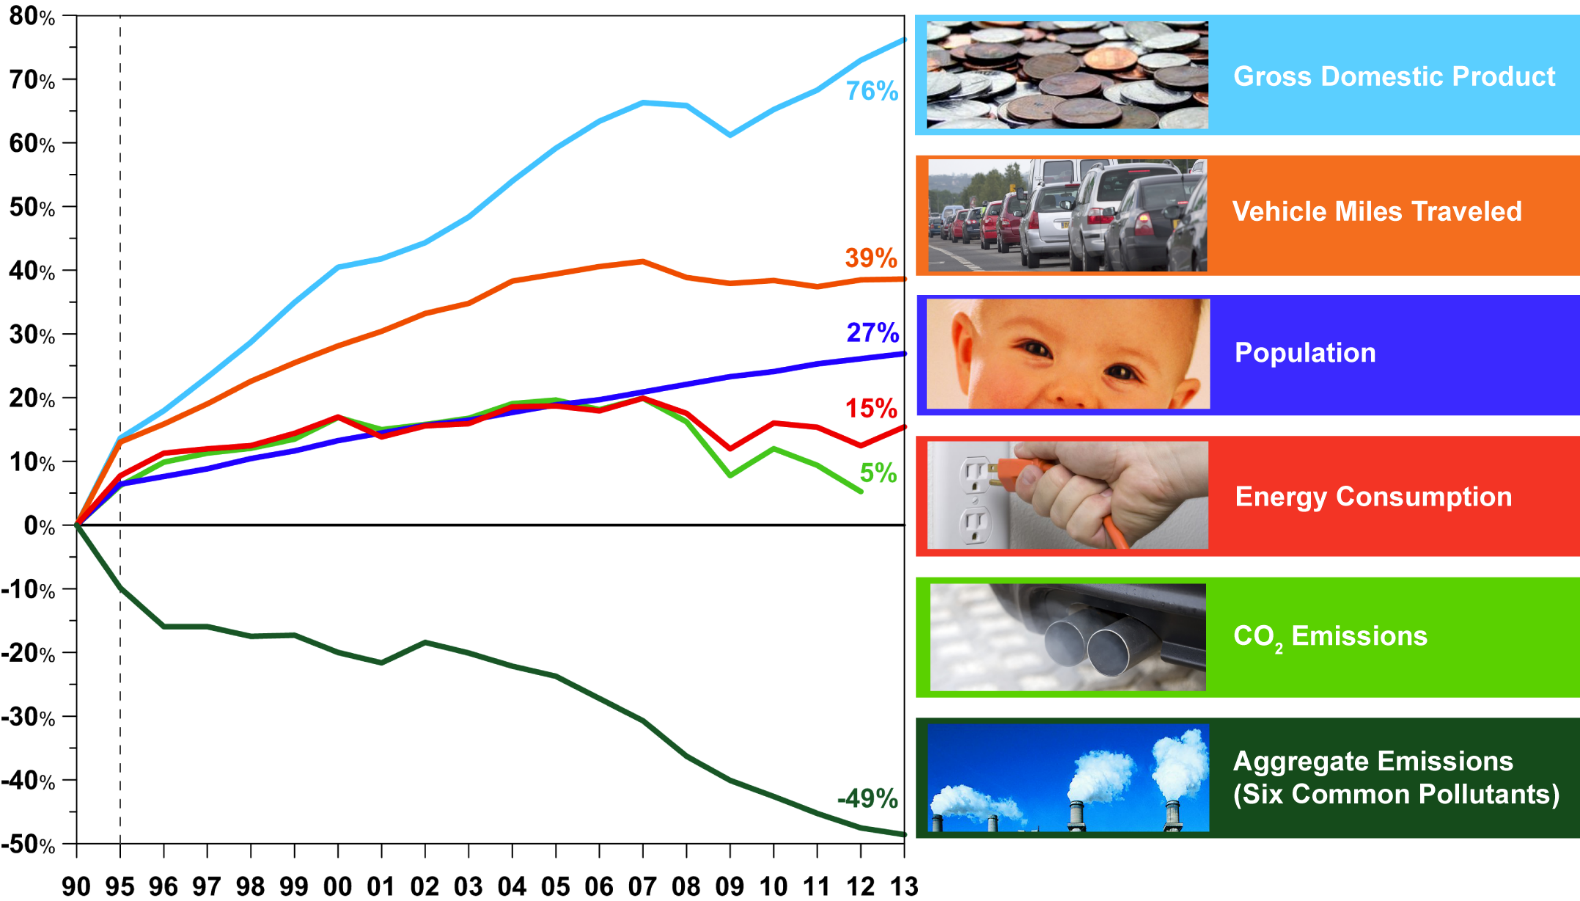 80%
70%
60%
50%
40%
30%
20%
10%
0%
-10%
-20%
-30%
-40%
-50%
90 95 96 97 98 99 00 01 02 03 04 05 06 07 08 09 10 11 12 13
76%
39%
27%
15%
5%
-49%
Gross Domestic Product
Vehicle Miles Traveled
Population
Energy Consumption
CO₂ Emissions
Aggregate Emissions
(Six Common Pollutants)